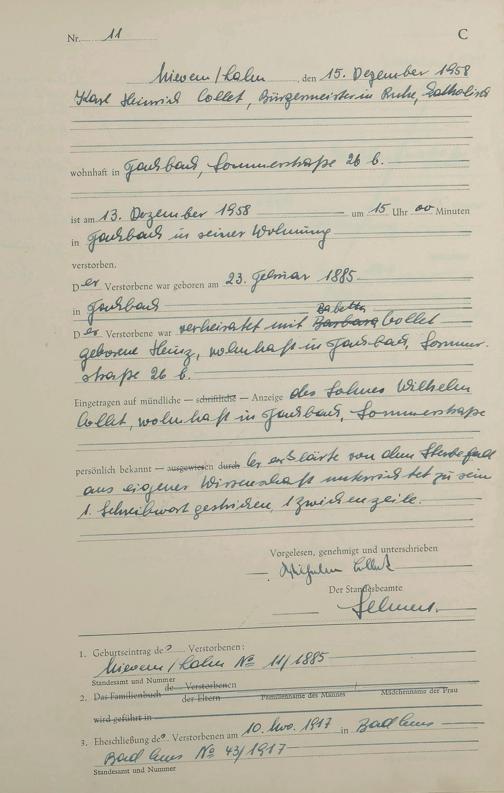 Nr. 11 C
Nievern/Lahn, den 15. Dezember 1958
Karl Heinrich Collet, Bürgermeister in Ruhe, katholisch
wohnhaft in Fachbach, Sommerstraße 26 b.
ist am 13. Dezember 1958 um 15 Uhr 00 Minuten
in Fachbach in seiner Wohnung
verstorben.
Der Verstorbene war geboren am 23. Februar 1885
in Fachbach
Babetta
Der Verstorbene war verheiratet mit Barbara Collet
geborene Heinz, wohnhaft in Fachbach, Sommer-
straße 26 b.
Eingetragen auf mündliche — schriftliche — Anzeige des Sohnes Wilhelm
Collet, wohnhaft in Fachbach, Sommerstraße
persönlich bekannt — ausgewiesen durch Er erklärte von dem Sterbefall
aus eigener Wissenschaft unterrichtet zu sein
1. Schreibwort gestrichen, 1 zwischenzeile.
Vorgelesen, genehmigt und unterschrieben
Wilhelm Collet
Der Standesbeamte
1. Geburtseintrag des Verstorbenen:
Nievern/Lahn No 11/1885
Standesamt und Nummer
2. Das Familienbuch de Verstorbenen
der Eltern Familienname des Mannes Mädchenname der Frau
wird geführt in
3. Eheschließung des Verstorbenen am 10. Nov. 1917 in Bad Ems
Bad Ems No 43/1917
Standesamt und Nummer